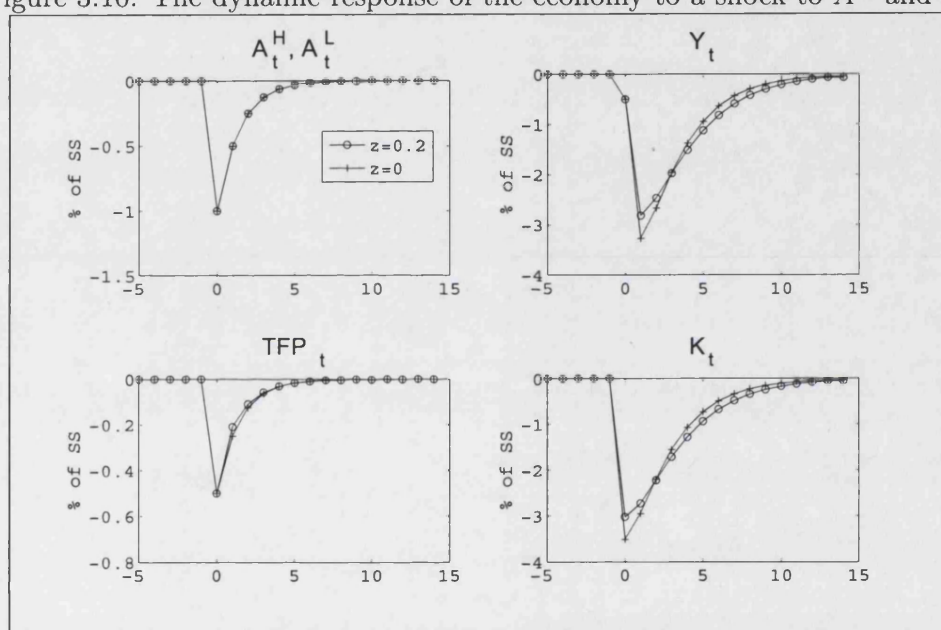 The dynamic response of the economy to a shock to A and
A_t^H, A_t^L
% of SS
0
-0.5
-1
-1.5
-5 0 5 10 15
z=0.2
z=0
Y_t
% of SS
0
-1
-2
-3
-4
-5 0 5 10 15
TFP_t
% of SS
0
-0.2
-0.4
-0.6
-0.8
-5 0 5 10 15
K_t
% of SS
0
-1
-2
-3
-4
-5 0 5 10 15